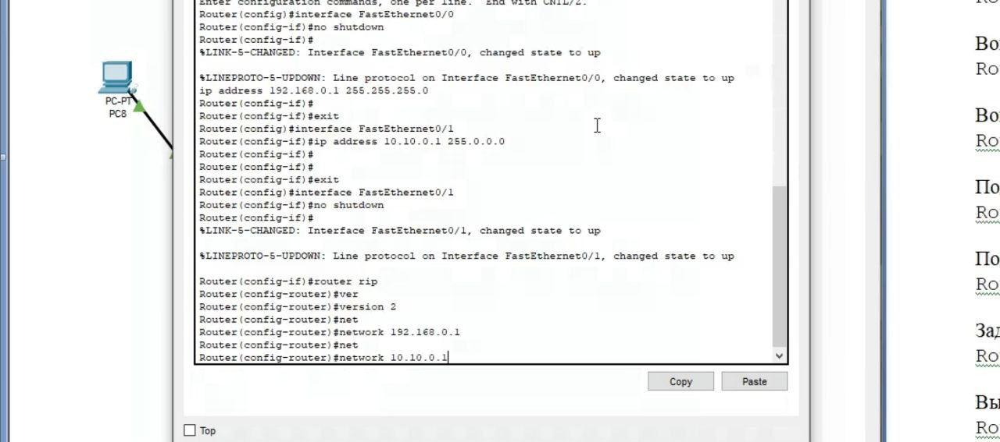 Enter configuration commands, one per line. End with CNTL/Z.
Router(config)#interface FastEthernet0/0
Router(config-if)#no shutdown
Router(config-if)#
%LINK-5-CHANGED: Interface FastEthernet0/0, changed state to up
%LINEPROTO-5-UPDOWN: Line protocol on Interface FastEthernet0/0, changed state to up
ip address 192.168.0.1 255.255.255.0
Router(config-if)#
Router(config-if)#exit
Router(config)#interface FastEthernet0/1
Router(config-if)#ip address 10.10.0.1 255.0.0.0
Router(config-if)#
Router(config-if)#
Router(config-if)#exit
Router(config)#interface FastEthernet0/1
Router(config-if)#no shutdown
Router(config-if)#
%LINK-5-CHANGED: Interface FastEthernet0/1, changed state to up
%LINEPROTO-5-UPDOWN: Line protocol on Interface FastEthernet0/1, changed state to up
Router(config-if)#router rip
Router(config-router)#ver
Router(config-router)#version 2
Router(config-router)#net
Router(config-router)#network 192.168.0.1
Router(config-router)#net
Router(config-router)#network 10.10.0.1
Copy
Paste
Top
PC-PT
PC8
Ro
Во
Ro
Во
Ro
По
Ro
По
Ro
Зад
Ro
Вы
Ro